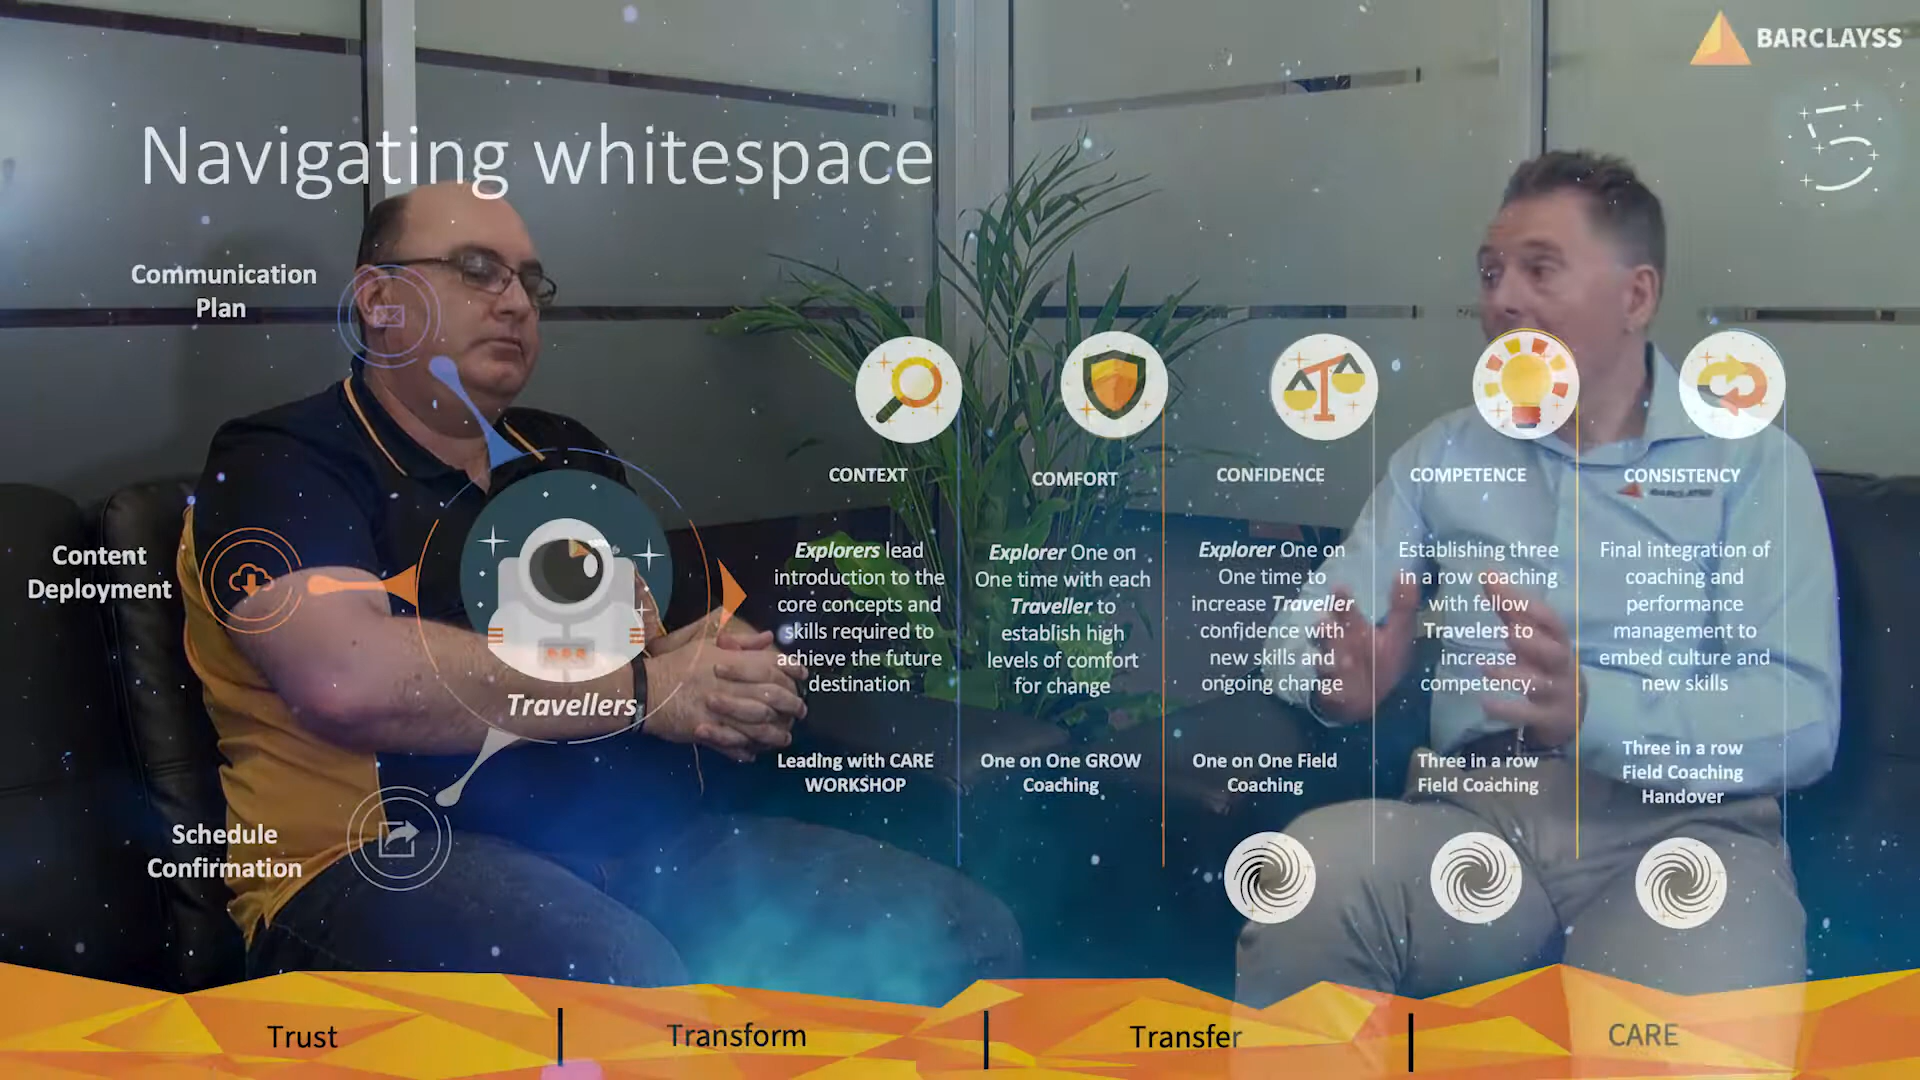 BARCLAYSS
5
Navigating whitespace
Communication
Plan
Content
Deployment
Schedule
Confirmation
Travellers
CONTEXT
Explorers lead
introduction to the
core concepts and
skills required to
achieve the future
destination
Leading with CARE
WORKSHOP
COMFORT
Explorer One on
One time with each
Traveller to
establish high
levels of comfort
for change
One on One GROW
Coaching
CONFIDENCE
Explorer One on
One time to
increase Traveller
confidence with
new skills and
ongoing change
One on One Field
Coaching
COMPETENCE
Establishing three
in a row coaching
with fellow
Travelers to
increase
competency.
Three in a row
Field Coaching
CONSISTENCY
BARCLAYSS
Final integration of
coaching and
performance
management to
embed culture and
new skills
Three in a row
Field Coaching
Handover
Trust
Transform
Transfer
CARE